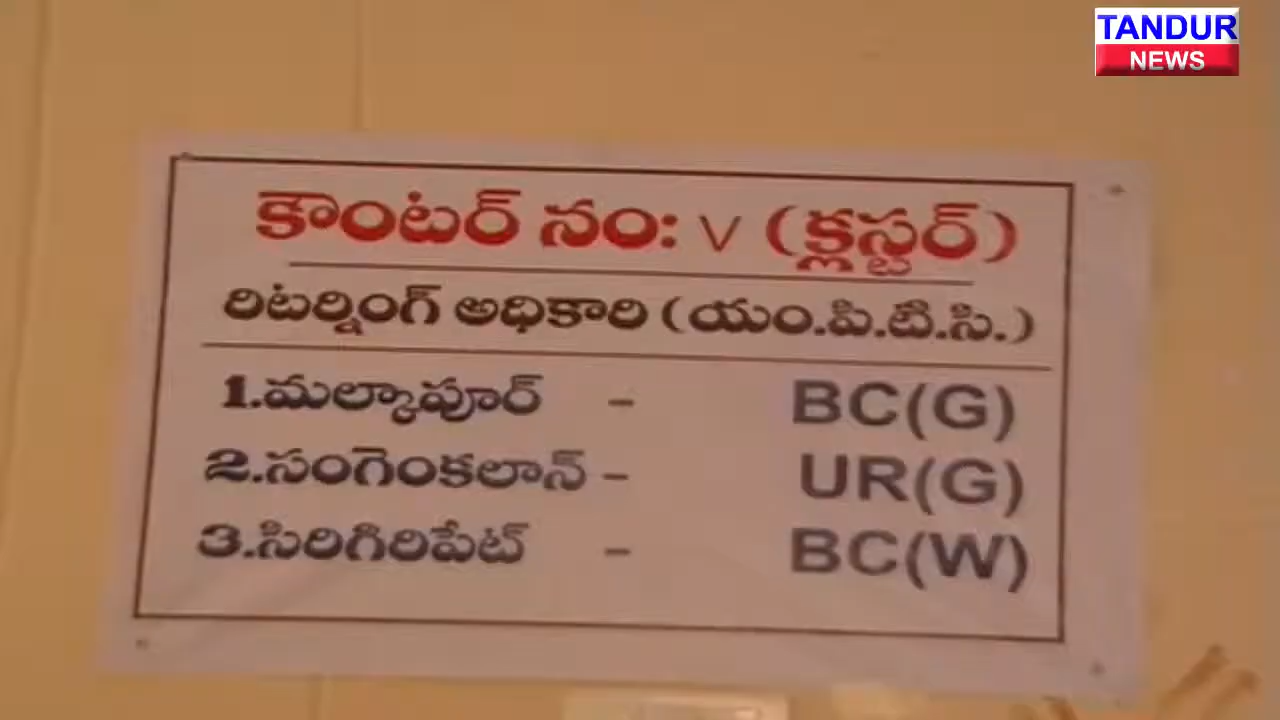 TANDUR
NEWS
కౌంటర్ నం: V (క్లస్టర్)
రిటర్నింగ్ అధికారి (యం.పి.టి.సి.)
1.మల్కాపూర్ - BC(G)
2.సంగెంకలాన్ - UR(G)
3.సిరిగిరిపేట్ - BC(W)